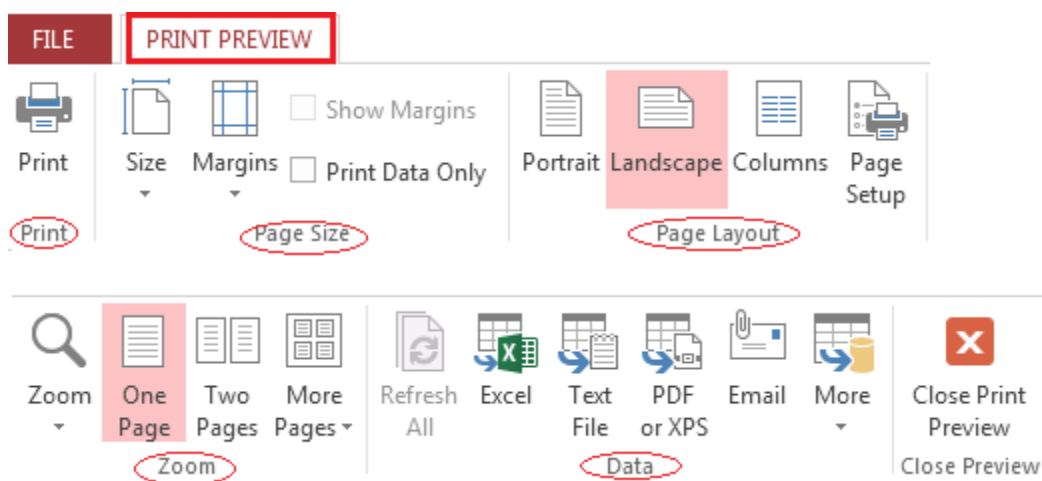 FILE PRINT PREVIEW
Show Margins
Print Size Margins Print Data Only Portrait Landscape Columns Page
Setup
Print Page Size Page Layout
Zoom One Two More Refresh Excel Text PDF Email More Close Print
Page Pages Pages All File or XPS Preview
Zoom Data Close Preview